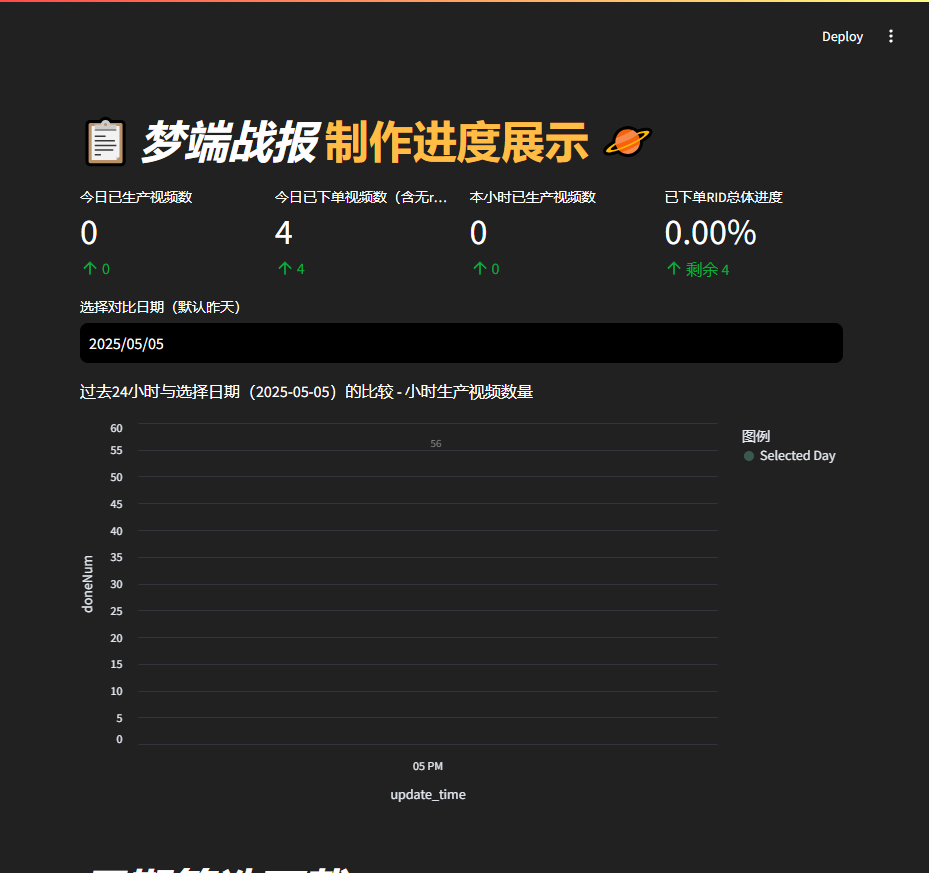 Deploy
梦端战报制作进度展示
今日已生产视频数
0
0
今日已下单视频数（含无r...
4
4
本小时已生产视频数
0
0
已下单RID总体进度
0.00%
剩余 4
选择对比日期（默认昨天）
2025/05/05
过去24小时与选择日期（2025-05-05）的比较 - 小时生产视频数量
60
55
50
45
40
35
30
25
20
15
10
5
0
doneNum
56
05 PM
update_time
图例
Selected Day